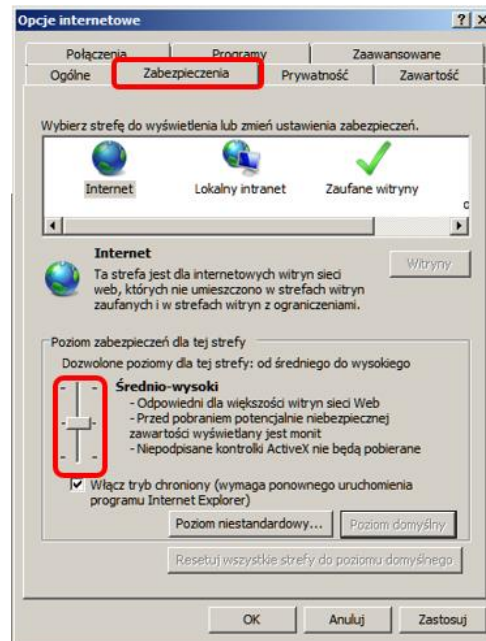 Opcje internetowe
Połączenia Programy Zaawansowane
Ogólne Zabezpieczenia Prywatność Zawartość
Wybierz strefę do wyświetlenia lub zmień ustawienia zabezpieczeń.
Internet Lokalny intranet Zaufane witryny
Internet
Witryny
Ta strefa jest dla internetowych witryn sieci
web, których nie umieszczono w strefach witryn
zaufanych i w strefach witryn z ograniczeniami.
Poziom zabezpieczeń dla tej strefy
Dozwolone poziomy dla tej strefy: od średniego do wysokiego
Średnio-wysoki
- Odpowiedni dla większości witryn sieci Web
- Przed pobraniem potencjalnie niebezpiecznej
zawartości wyświetlany jest monit
- Niepodpisane kontrolki ActiveX nie będą pobierane
Włącz tryb chroniony (wymaga ponownego uruchomienia
programu Internet Explorer)
Poziom niestandardowy... Poziom domyślny
Resetuj wszystkie strefy do poziomu domyślnego
OK Anuluj Zastosuj